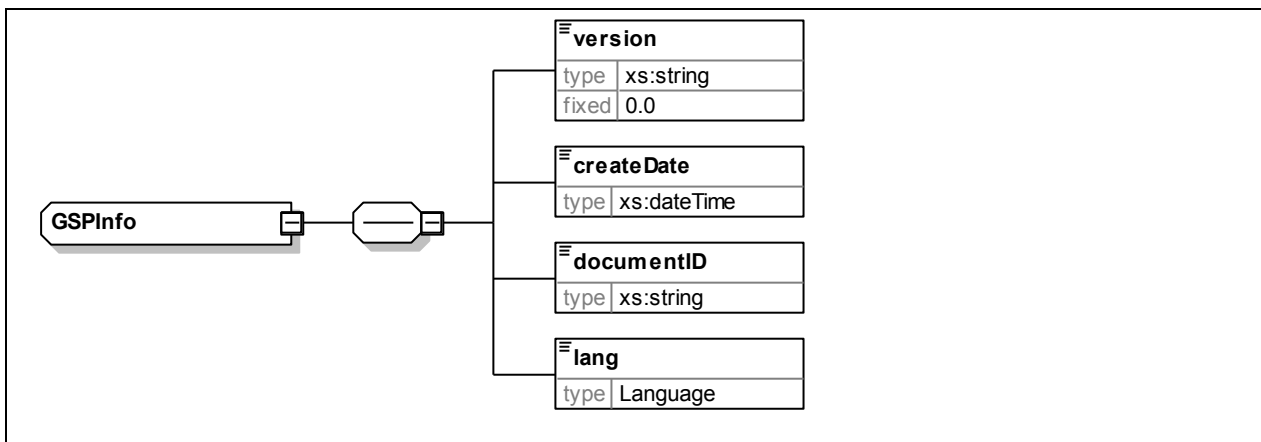 version
type xs:string
fixed 0.0
createDate
type xs:dateTime
GSPInfo
documentID
type xs:string
lang
type Language